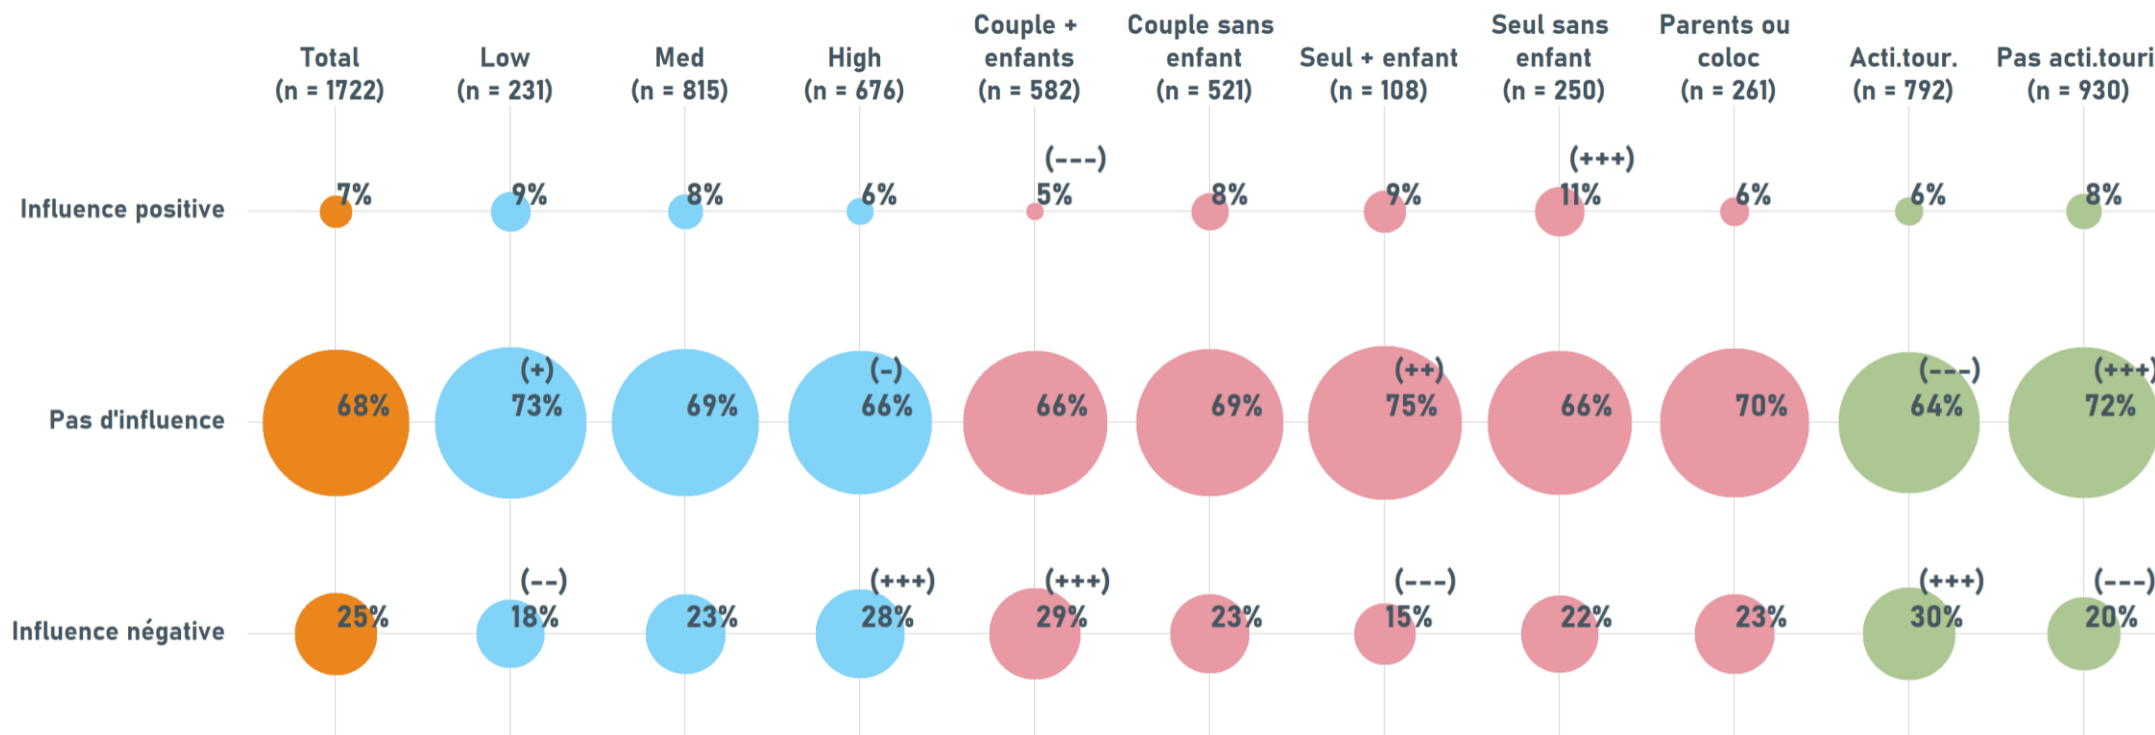 Couple +
Couple sans
Seul sans
Parents ou
Total
Low
Med
High
enfants
enfant
Seul + enfant
enfant
coloc
Acti.tour.
Pas acti.touri
(n = 1722)
(n = 231)
(n = 815)
(n = 676)
(n = 582)
(n = 521)
(n = 108)
(n = 250)
(n = 261)
(n = 792)
(n = 930)
(---)
(+++)
Influence positive
7%
9%
8%
6%
5%
8%
9%
11%
6%
6%
8%
(+)
(-)
(++)
(---)
(+++)
Pas d'influence
68%
73%
69%
66%
66%
69%
75%
66%
70%
64%
72%
(--)
(+++)
(+++)
(---)
(+++)
(---)
Influence négative
25%
18%
23%
28%
29%
23%
15%
22%
23%
30%
20%